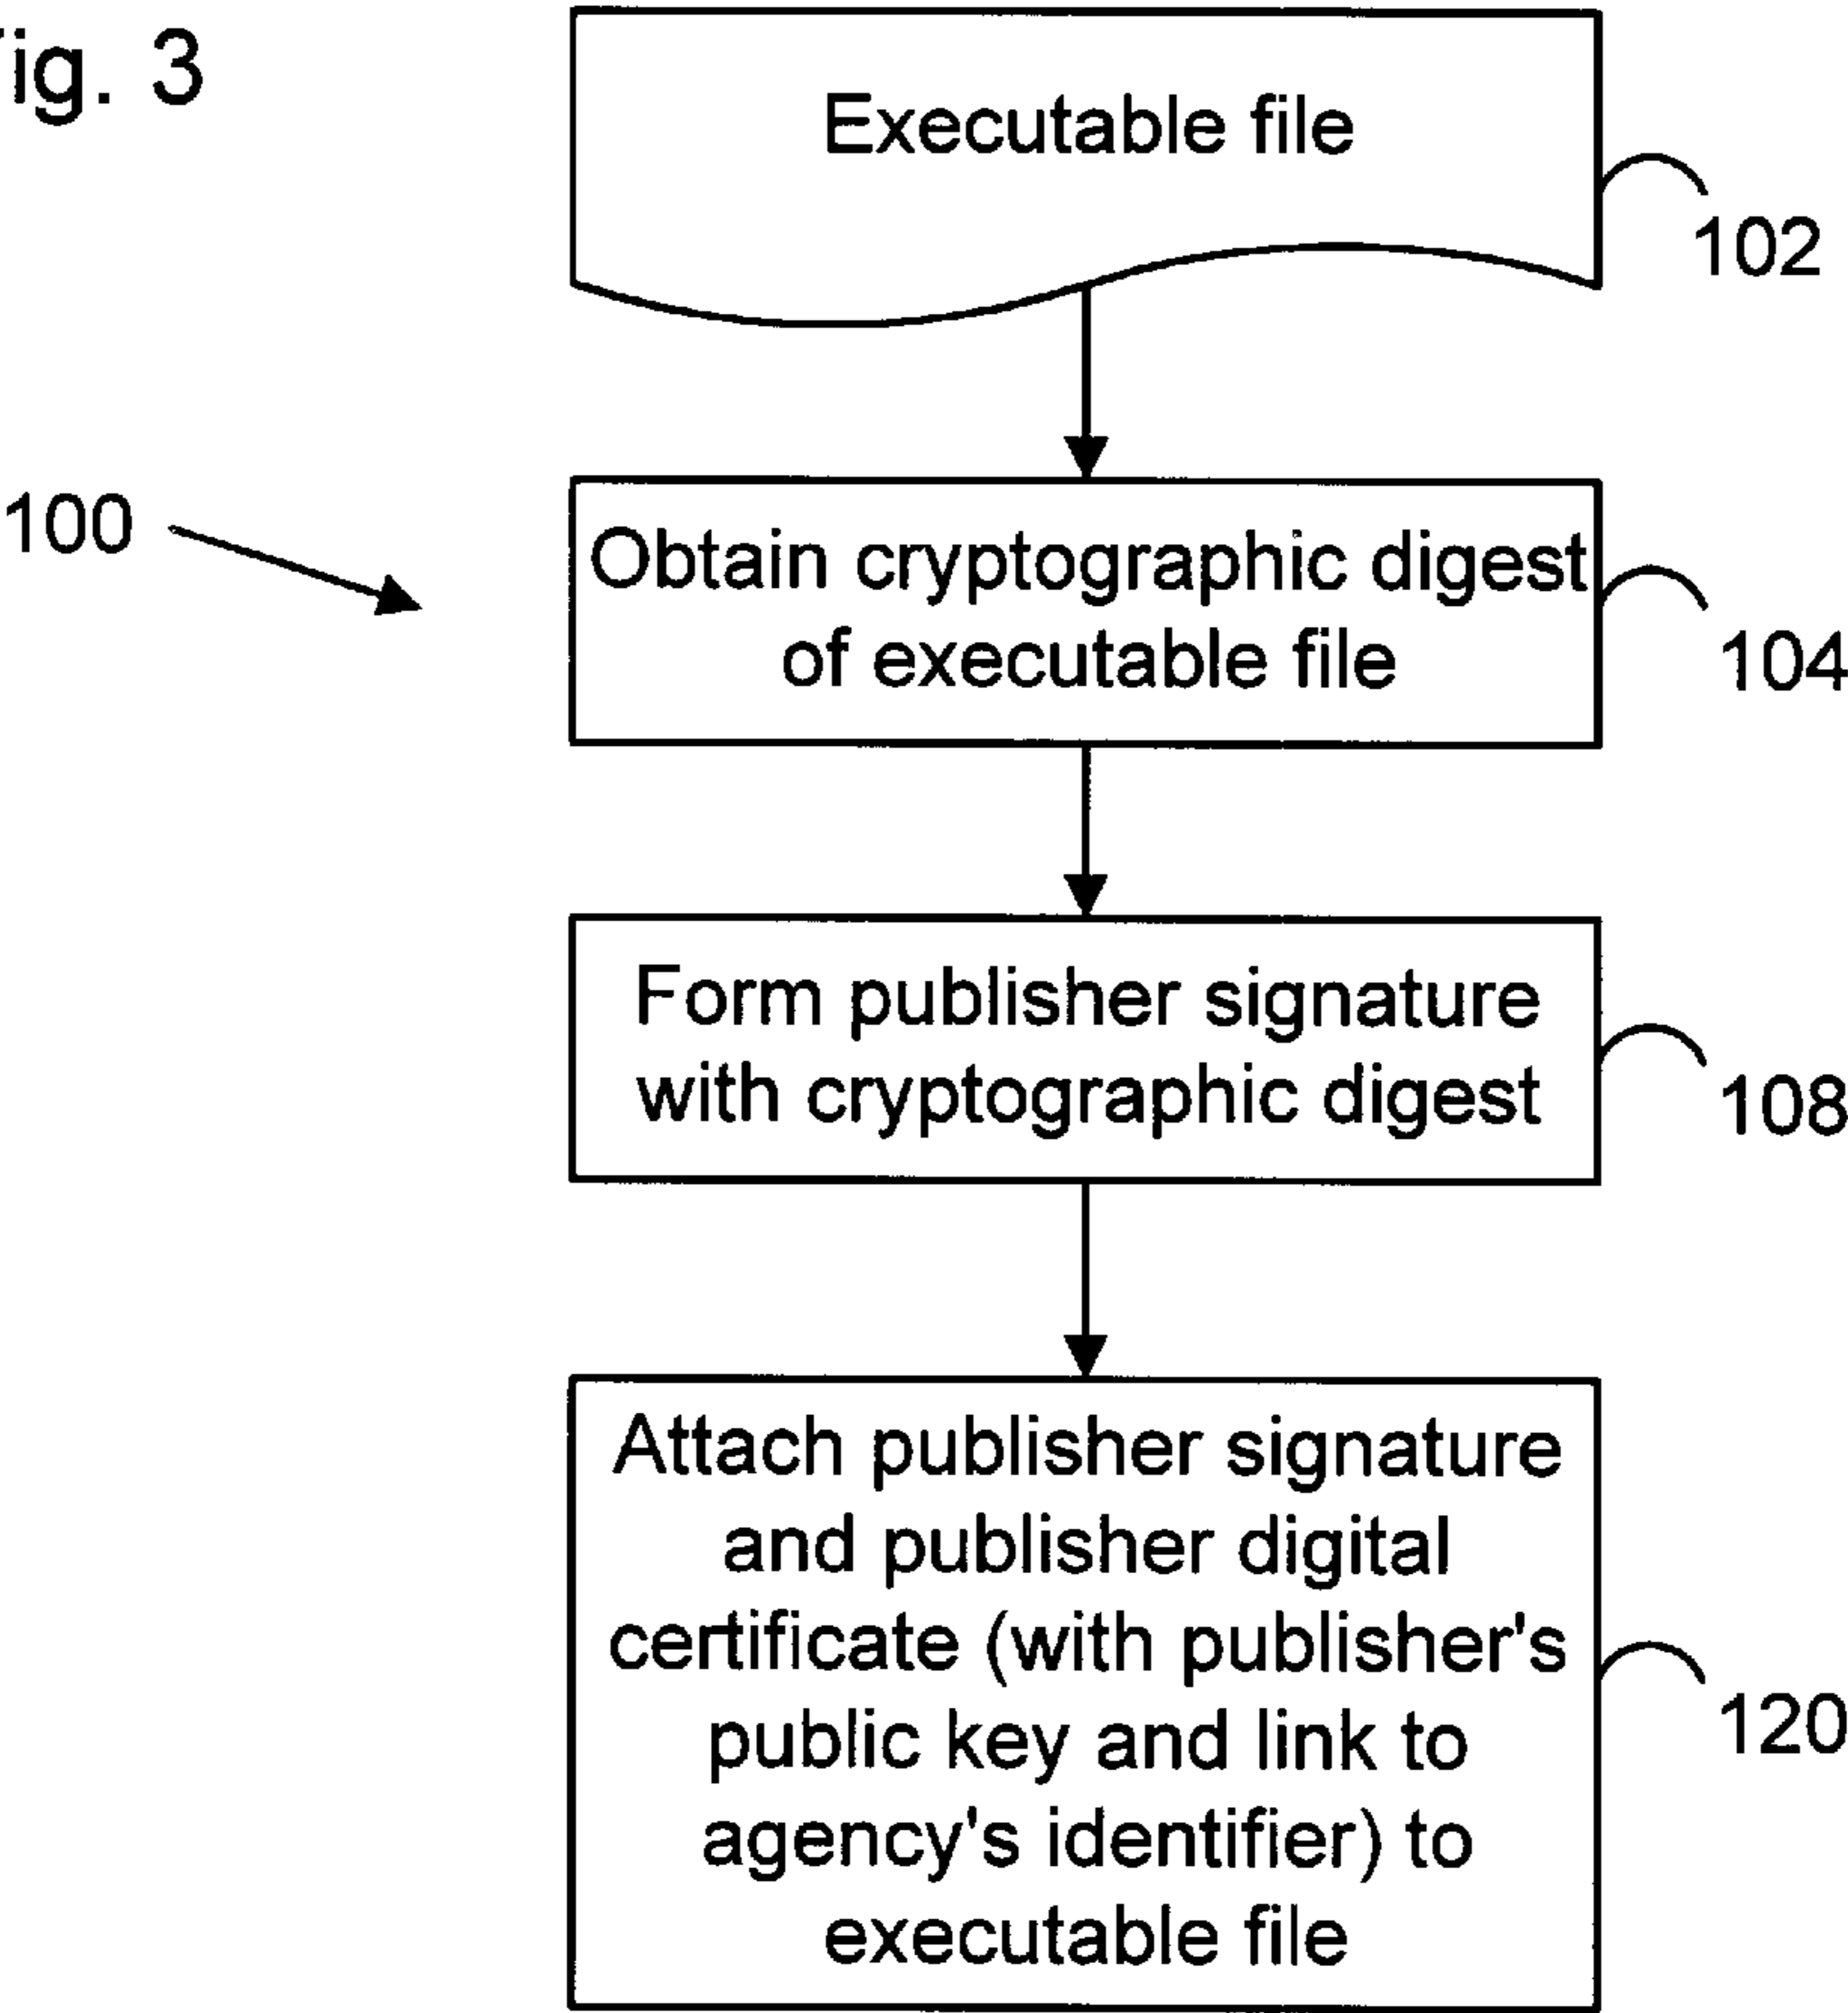 ig. 3
Executable file
102
100
Obtain cryptographic digest
of executable file
104
Form publisher signature
with cryptographic digest
108
Attach publisher signature
and publisher digital
certificate (with publisher's
public key and link to
agency's identifier) to
executable file
120